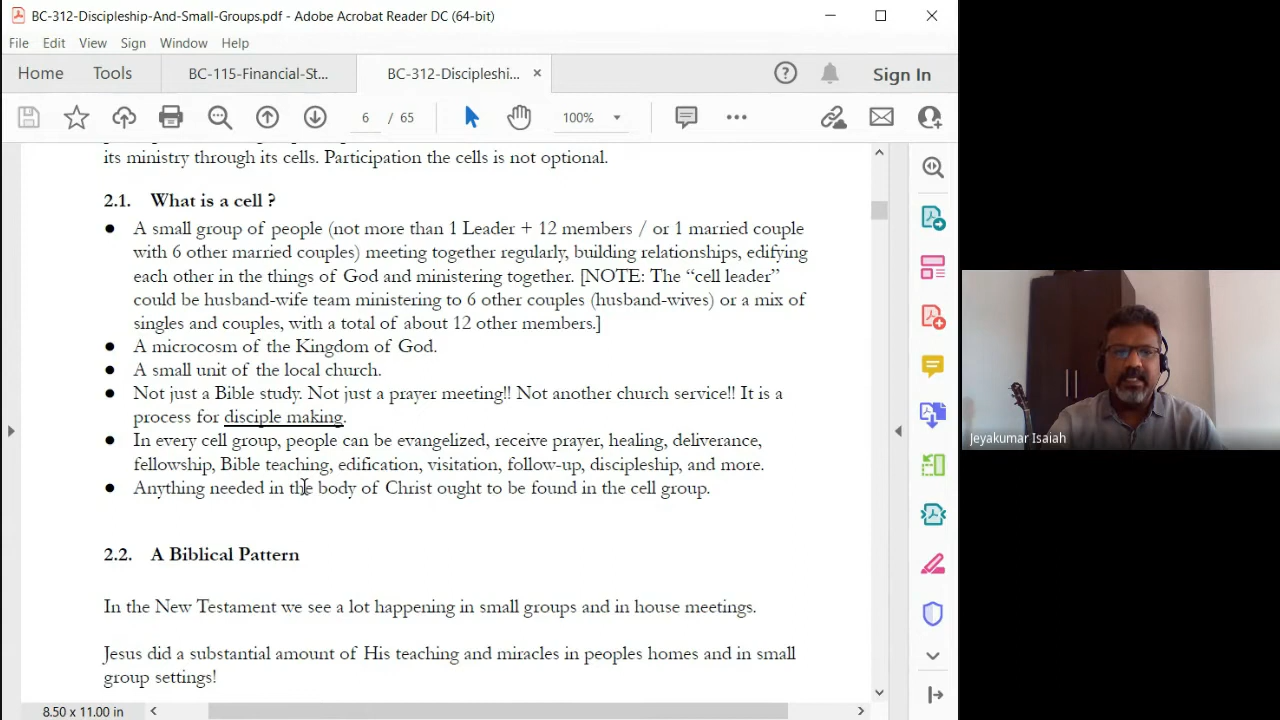 BC-312-Discipleship-And-Small-Groups.pdf - Adobe Acrobat Reader DC (64-bit)
File Edit View Sign Window Help
Home Tools BC-115-Financial-St... BC-312-Discipleshi... × Sign In
6 / 65 100%
its ministry through its cells. Participation the cells is not optional.
2.1. What is a cell ?
● A small group of people (not more than 1 Leader + 12 members / or 1 married couple
with 6 other married couples) meeting together regularly, building relationships, edifying
each other in the things of God and ministering together. [NOTE: The “cell leader”
could be husband-wife team ministering to 6 other couples (husband-wives) or a mix of
singles and couples, with a total of about 12 other members.]
● A microcosm of the Kingdom of God.
● A small unit of the local church.
● Not just a Bible study. Not just a prayer meeting!! Not another church service!! It is a
process for disciple making.
● In every cell group, people can be evangelized, receive prayer, healing, deliverance,
fellowship, Bible teaching, edification, visitation, follow-up, discipleship, and more.
● Anything needed in the body of Christ ought to be found in the cell group.
2.2. A Biblical Pattern
In the New Testament we see a lot happening in small groups and in house meetings.
Jesus did a substantial amount of His teaching and miracles in peoples homes and in small
group settings!
8.50 x 11.00 in
Jeyakumar Isaiah